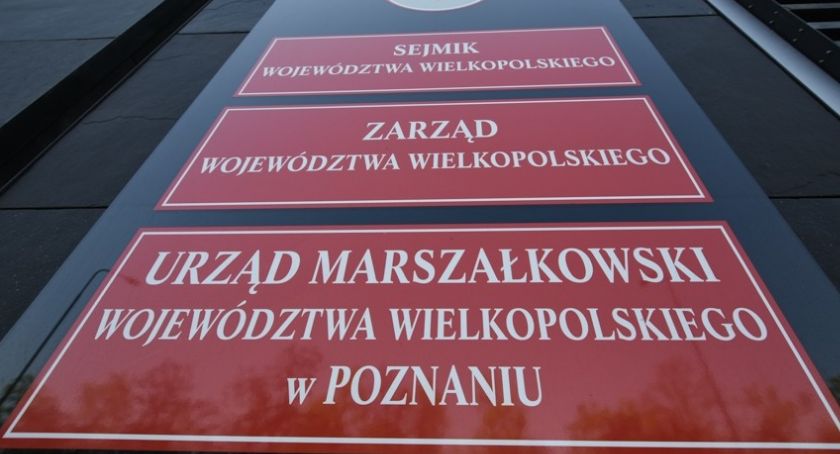 SEJMIK
WOJEWÓDZTWA WIELKOPOLSKIEGO
ZARZĄD
WOJEWÓDZTWA WIELKOPOLSKIEGO
URZĄD MARSZAŁKOWSKI
WOJEWÓDZTWA WIELKOPOLSKIEGO
w POZNANIU